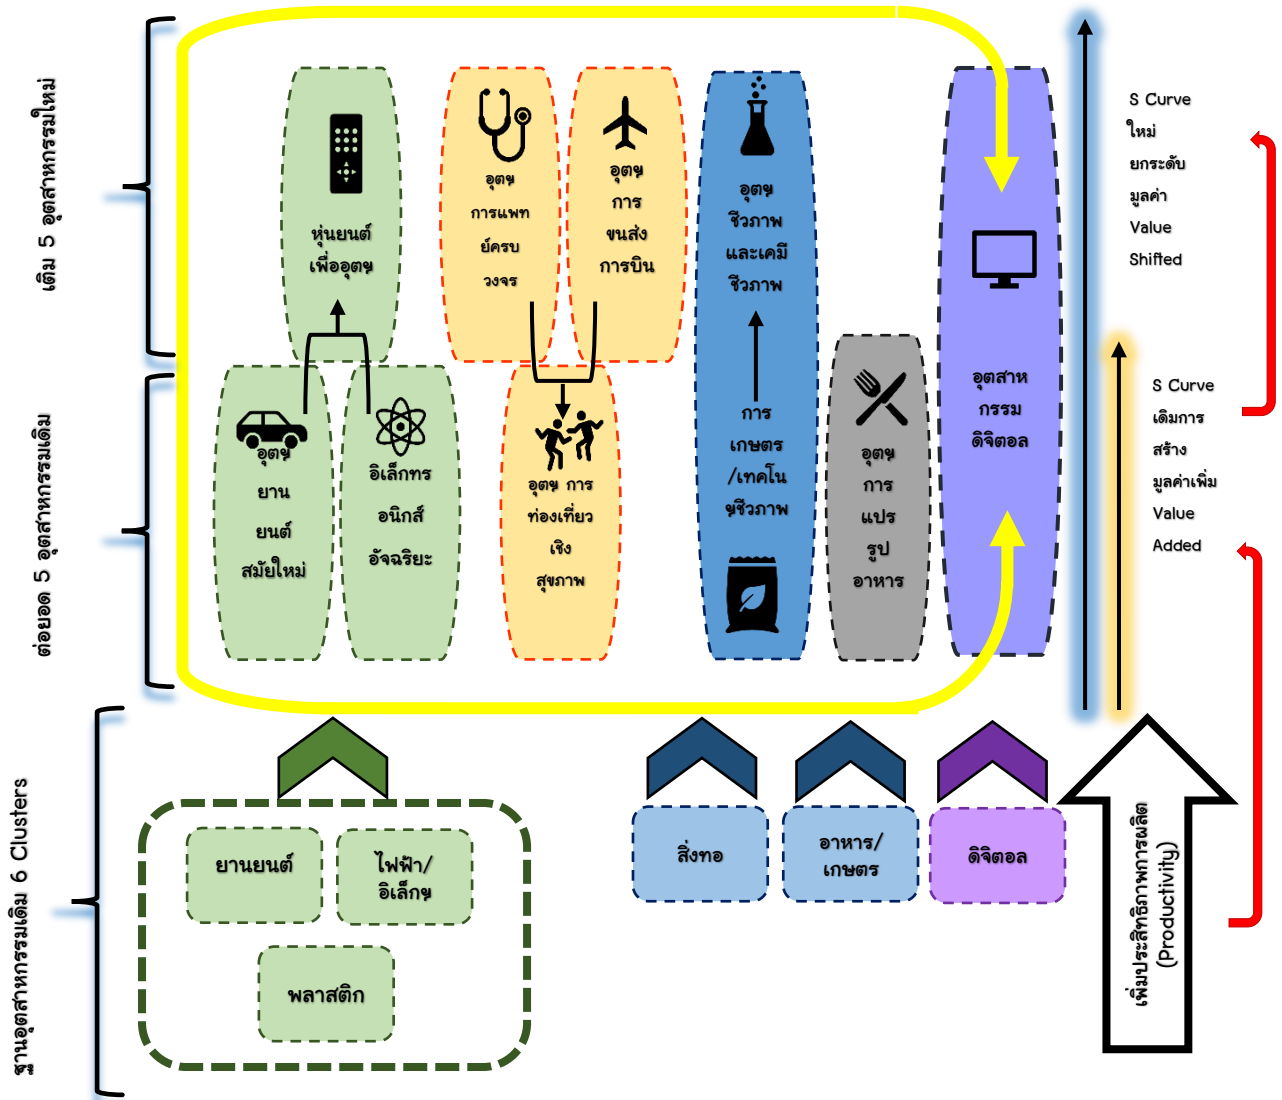 เติม 5 อุตสาหกรรมใหม่
หุ่นยนต์
เพื่ออุตฯ
อุตฯ
การแพท
ย์ครบ
วงจร
อุตฯ
การ
ขนส่ง
การบิน
อุตฯ
ชีวภาพ
และเคมี
ชีวภาพ
S Curve
ใหม่
ยกระดับ
มูลค่า
Value
Shifted
ต่อยอด 5 อุตสาหกรรมเดิม
อุตฯ
ยาน
ยนต์
สมัยใหม่
อิเล็กทร
อนิกส์
อัจฉริยะ
อุตฯ การ
ท่องเที่ยว
เชิง
สุขภาพ
การ
เกษตร
/เทคโน
ฯชีวภาพ
อุตฯ
การ
แปร
รูป
อาหาร
อุตสาห
กรรม
ดิจิตอล
S Curve
เดิมการ
สร้าง
มูลค่าเพิ่ม
Value
Added
ฐานอุตสาหกรรมเดิม 6 Clusters
ยานยนต์
ไฟฟ้า/
อิเล็กฯ
พลาสติก
สิ่งทอ
อาหาร/
เกษตร
ดิจิตอล
เพิ่มประสิทธิภาพการผลิต
(Productivity)